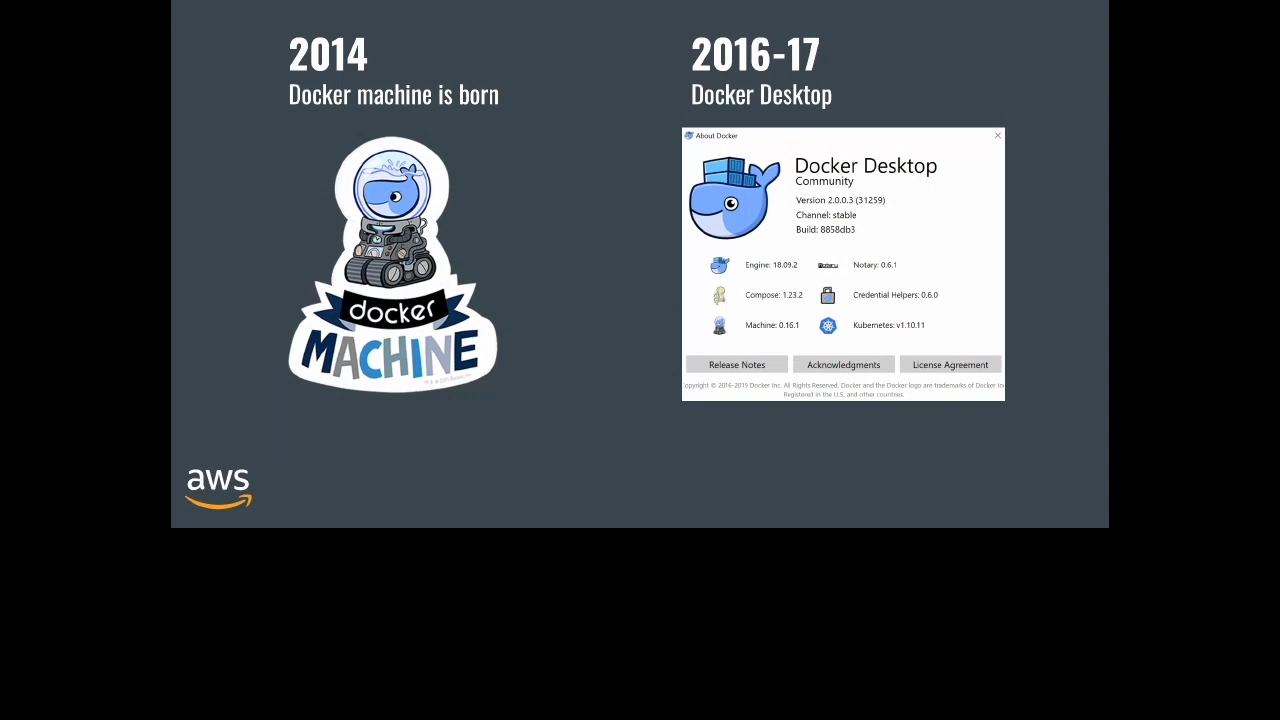 2014
Docker machine is born
docker
MACHINE
2016-17
Docker Desktop
About Docker
Docker Desktop
Community
Version 2.0.0.3 (31259)
Channel: stable
Build: 8858db3
Engine: 18.09.2
Notary: 0.6.1
Compose: 1.23.2
Credential Helpers: 0.6.0
Machine: 0.16.1
Kubernetes: v1.10.11
Release Notes
Acknowledgments
License Agreement
opyright © 2016-2019 Docker Inc. All Rights Reserved. Docker and the Docker logo are trademarks of Docker In
Registered in the U.S. and other countries.
aws